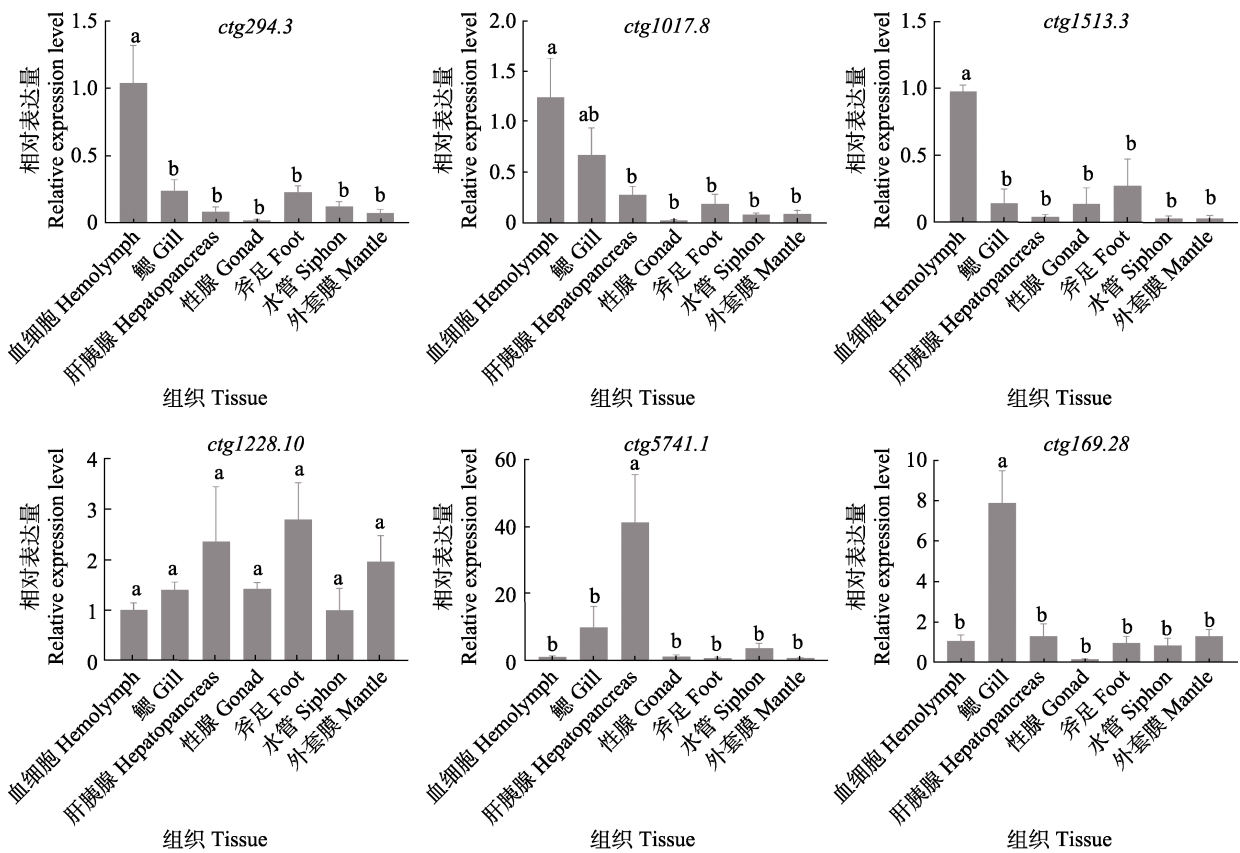 ctg294.3
相对表达量
Relative expression level
1.5
1.0
0.5
0
a
b
b
b
b
b
b
血细胞 Hemolymph
鳃 Gill
肝胰腺 Hepatopancreas
性腺 Gonad
斧足 Foot
水管 Siphon
外套膜 Mantle
组织 Tissue
ctg1017.8
相对表达量
Relative expression level
2.0
1.5
1.0
0.5
0
a
ab
b
b
b
b
b
血细胞 Hemolymph
鳃 Gill
肝胰腺 Hepatopancreas
性腺 Gonad
斧足 Foot
水管 Siphon
外套膜 Mantle
组织 Tissue
ctg1513.3
相对表达量
Relative expression level
1.5
1.0
0.5
0
a
b
b
b
b
b
b
血细胞 Hemolymph
鳃 Gill
肝胰腺 Hepatopancreas
性腺 Gonad
斧足 Foot
水管 Siphon
外套膜 Mantle
组织 Tissue
ctg1228.10
相对表达量
Relative expression level
4
3
2
1
0
a
a
a
a
a
a
a
血细胞 Hemolymph
鳃 Gill
肝胰腺 Hepatopancreas
性腺 Gonad
斧足 Foot
水管 Siphon
外套膜 Mantle
组织 Tissue
ctg5741.1
相对表达量
Relative expression level
60
40
20
0
b
b
a
b
b
b
b
血细胞 Hemolymph
鳃 Gill
肝胰腺 Hepatopancreas
性腺 Gonad
斧足 Foot
水管 Siphon
外套膜 Mantle
组织 Tissue
ctg169.28
相对表达量
Relative expression level
10
8
6
4
2
0
b
a
b
b
b
b
b
血细胞 Hemolymph
鳃 Gill
肝胰腺 Hepatopancreas
性腺 Gonad
斧足 Foot
水管 Siphon
外套膜 Mantle
组织 Tissue